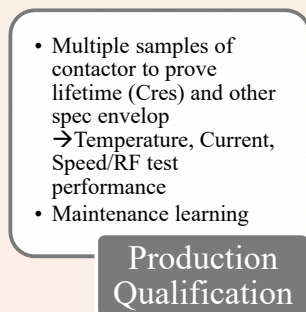 • Multiple samples of
contactor to prove
lifetime (Cres) and other
spec envelop
→Temperature, Current,
Speed/RF test
performance
• Maintenance learning
Production
Qualification